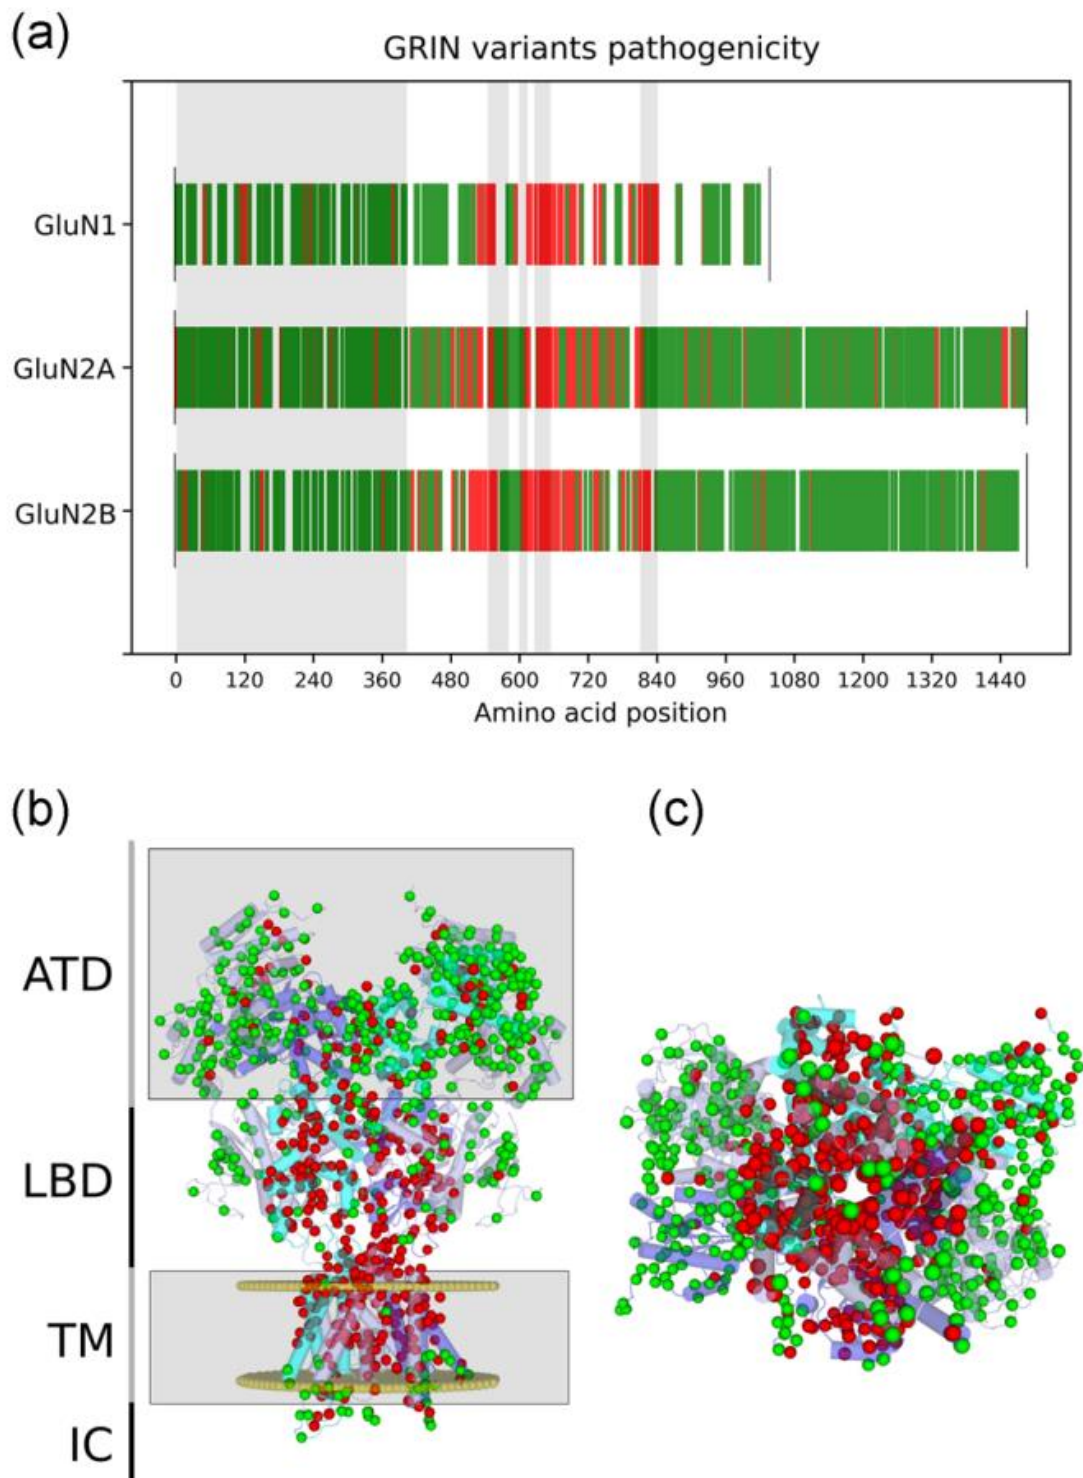 (a)
GRIN variants pathogenicity
GluN1
GluN2A
GluN2B
0 120 240 360 480 600 720 840 960 1080 1200 1320 1440
Amino acid position
(b)
(c)
ATD
LBD
TM
IC